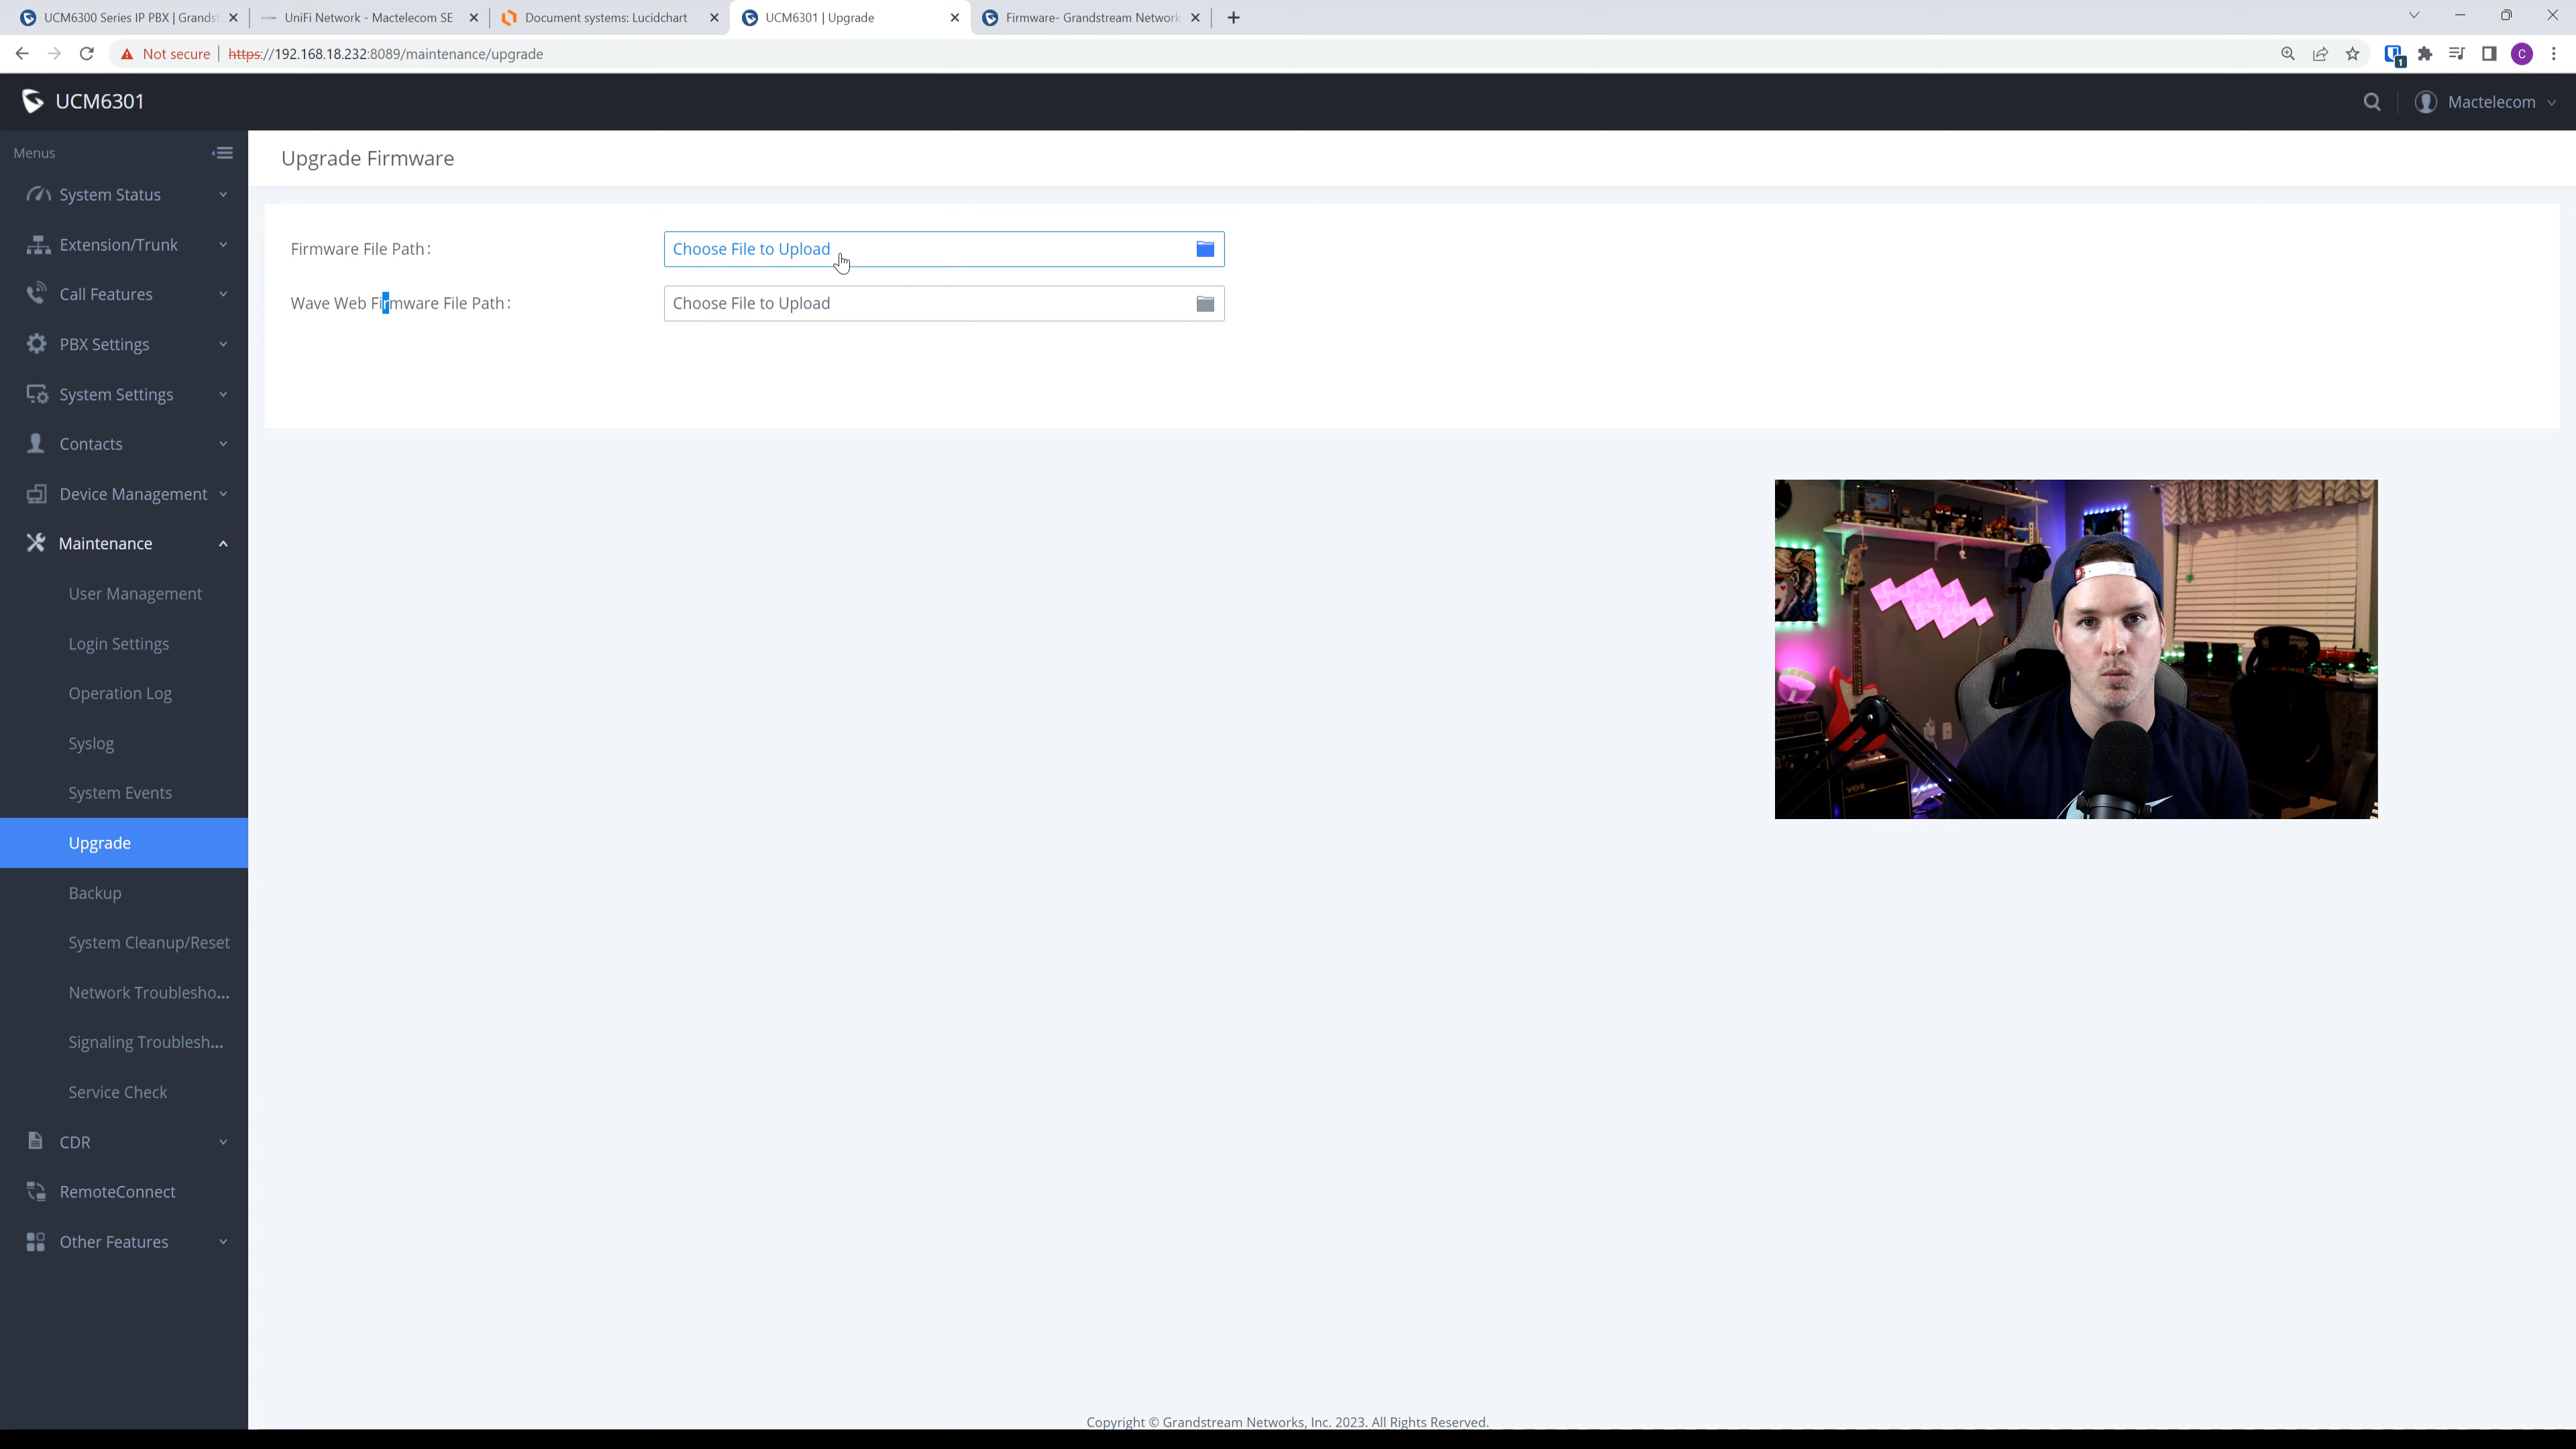 UCM6300 Series IP PBX | Grandst
UniFi Network - Mactelecom SE
Document systems: Lucidchart
UCM6301 | Upgrade
Firmware- Grandstream Network
Not secure
https://192.168.18.232:8089/maintenance/upgrade
1
C
UCM6301
Mactelecom
Menus
System Status
Extension/Trunk
Call Features
PBX Settings
System Settings
Contacts
Device Management
Maintenance
User Management
Login Settings
Operation Log
Syslog
System Events
Upgrade
Backup
System Cleanup/Reset
Network Troublesho...
Signaling Troublesh...
Service Check
CDR
RemoteConnect
Other Features
Upgrade Firmware
Firmware File Path:
Choose File to Upload
Wave Web Firmware File Path:
Choose File to Upload
VOX
Copyright © Grandstream Networks, Inc. 2023. All Rights Reserved.